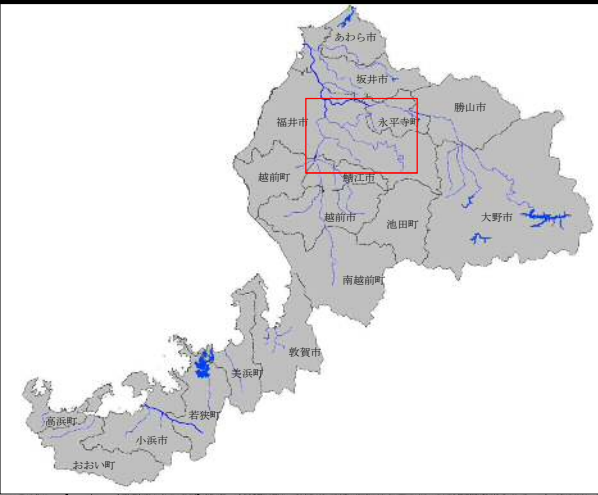 あわら市
坂井市
勝山市
福井市
永平寺町
越前町
鯖江市
越前市
池田町
大野市
南越前町
敦賀市
美浜町
若狭町
高浜町
小浜市
おおい町